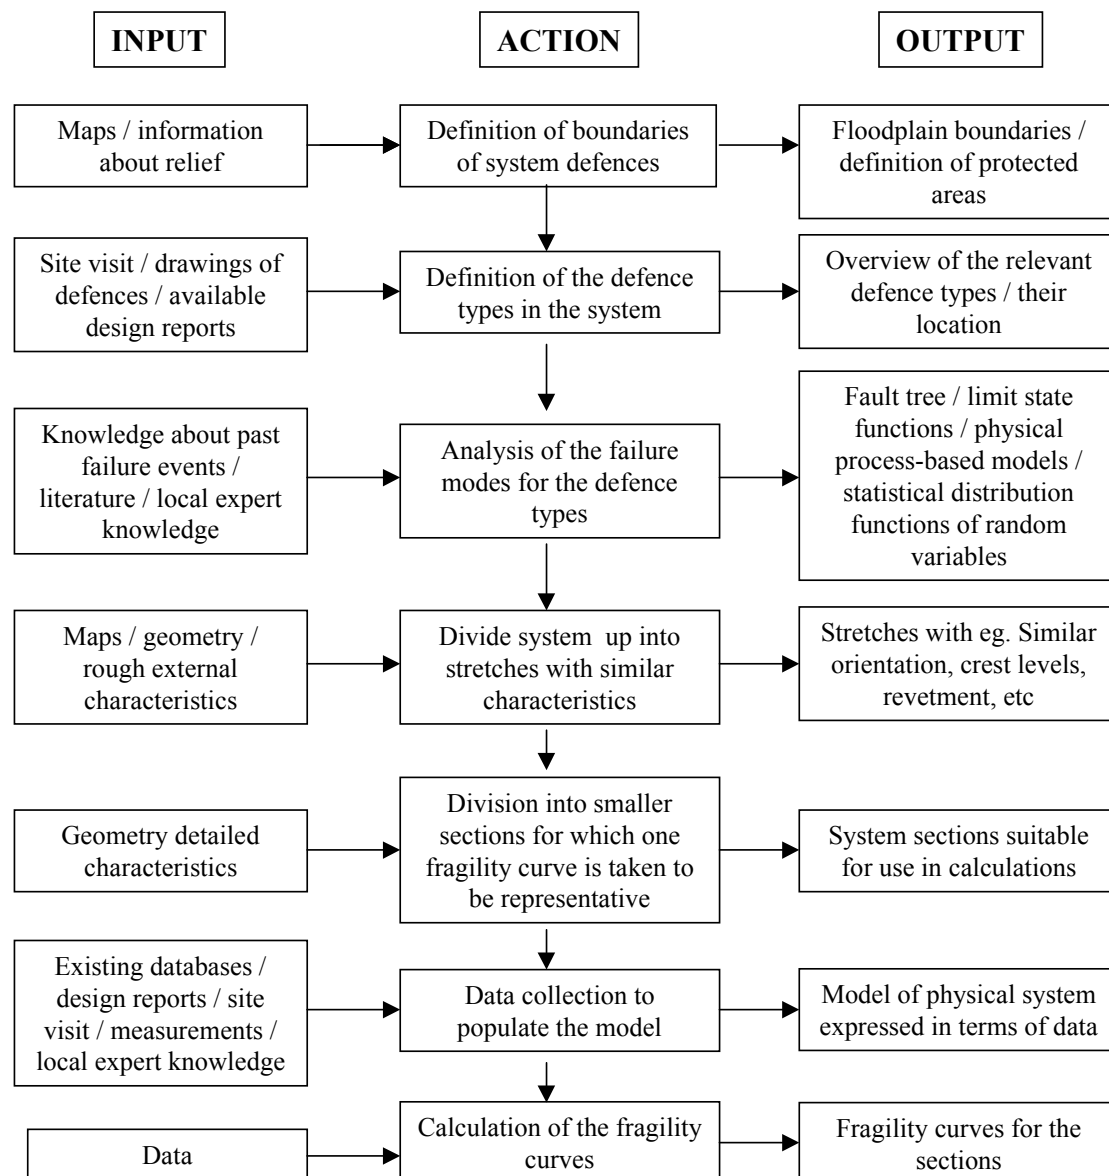 INPUT
ACTION
OUTPUT
Maps / information
about relief
Definition of boundaries
of system defences
Floodplain boundaries /
definition of protected
areas
Site visit / drawings of
defences / available
design reports
Definition of the defence
types in the system
Overview of the relevant
defence types / their
location
Knowledge about past
failure events /
literature / local expert
knowledge
Analysis of the failure
modes for the defence
types
Fault tree / limit state
functions / physical
process-based models /
statistical distribution
functions of random
variables
Maps / geometry /
rough external
characteristics
Divide system up into
stretches with similar
characteristics
Stretches with eg. Similar
orientation, crest levels,
revetment, etc
Geometry detailed
characteristics
Division into smaller
sections for which one
fragility curve is taken to
be representative
System sections suitable
for use in calculations
Existing databases /
design reports / site
visit / measurements /
local expert knowledge
Data collection to
populate the model
Model of physical system
expressed in terms of data
Data
Calculation of the fragility
curves
Fragility curves for the
sections